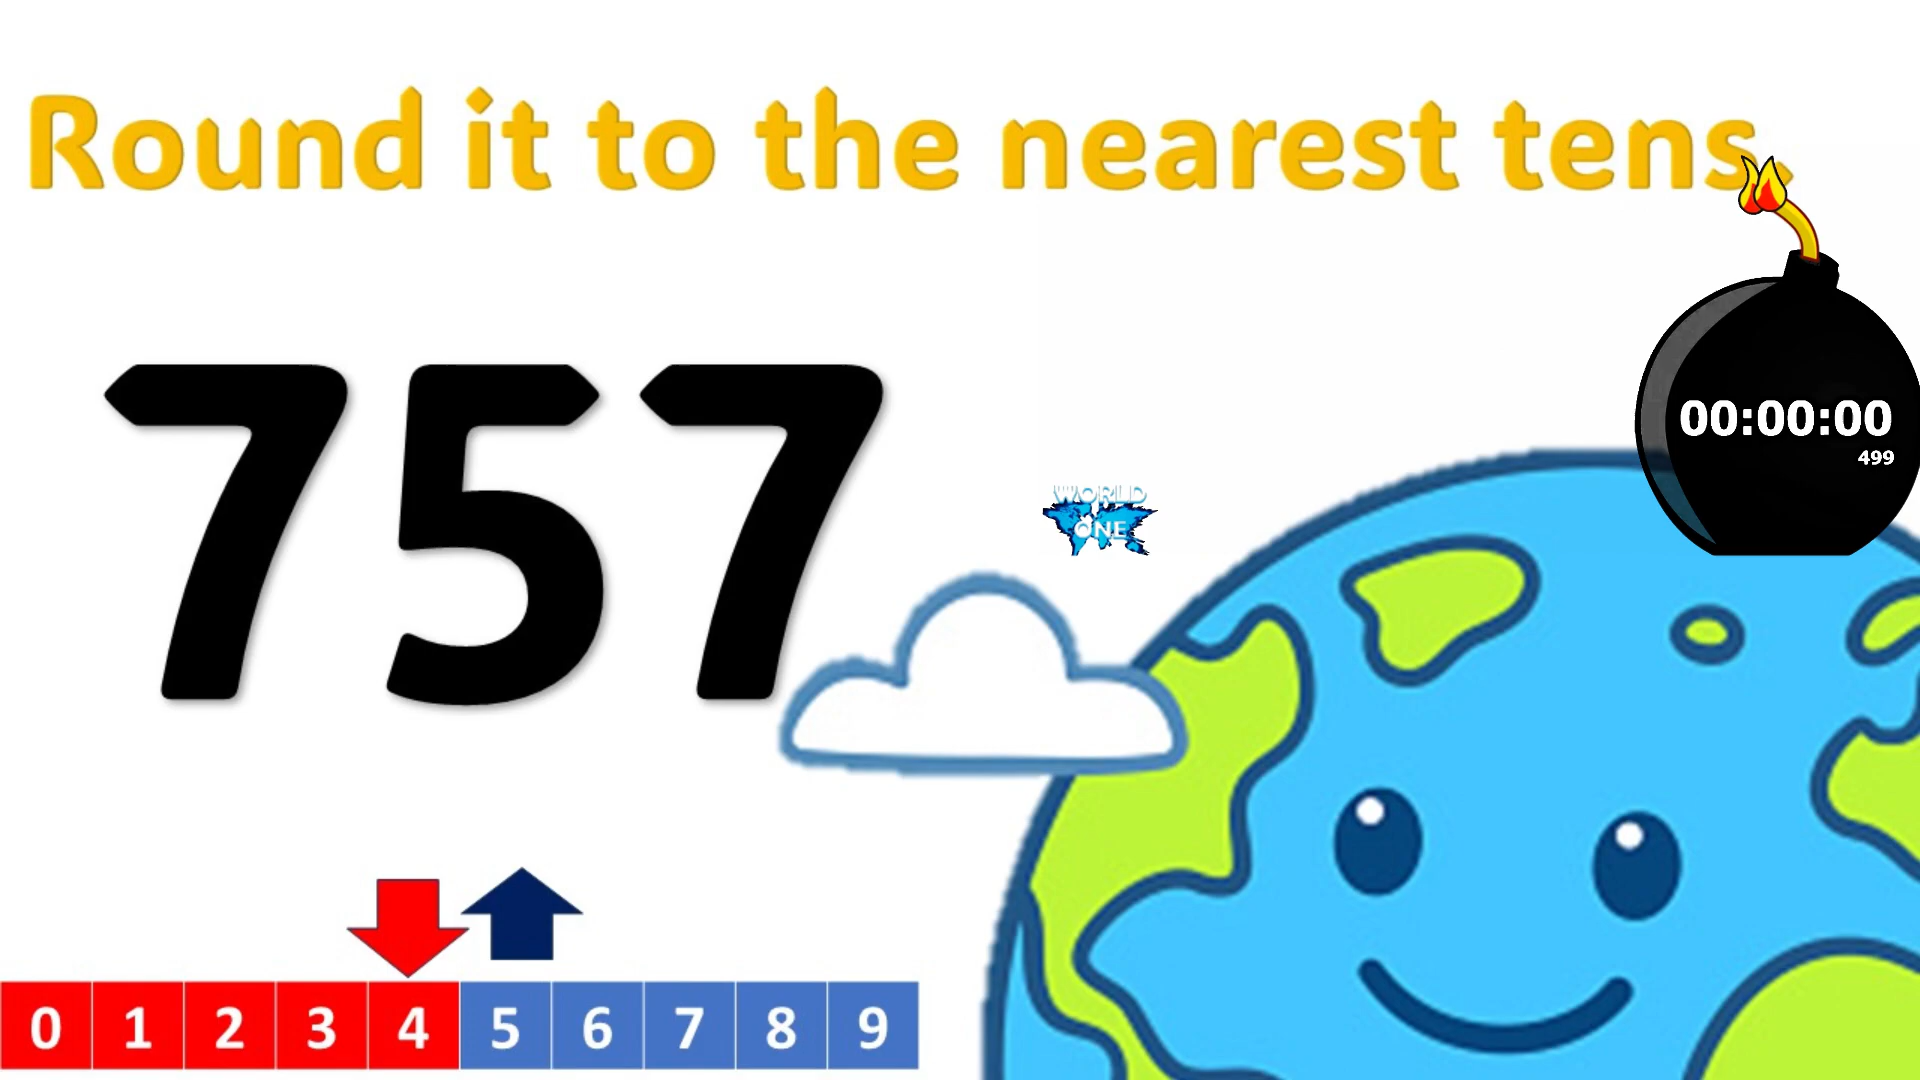 Round it to the nearest tens.
757
00:00:00
499
WORLD
ONE
0 1 2 3 4 5 6 7 8 9